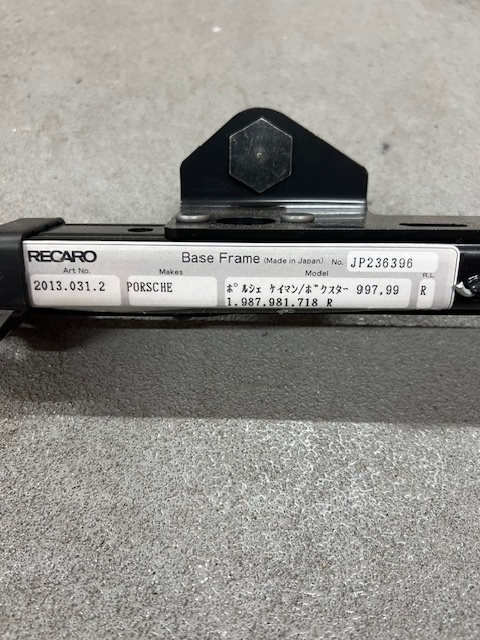 RECARO Base Frame (Made in Japan) No. JP236396
Art No. Makes Model R.L
2013.031.2 PORSCHE ポルシェ ケイマン/ボクスター 997,99 R
1.987,981.718 R